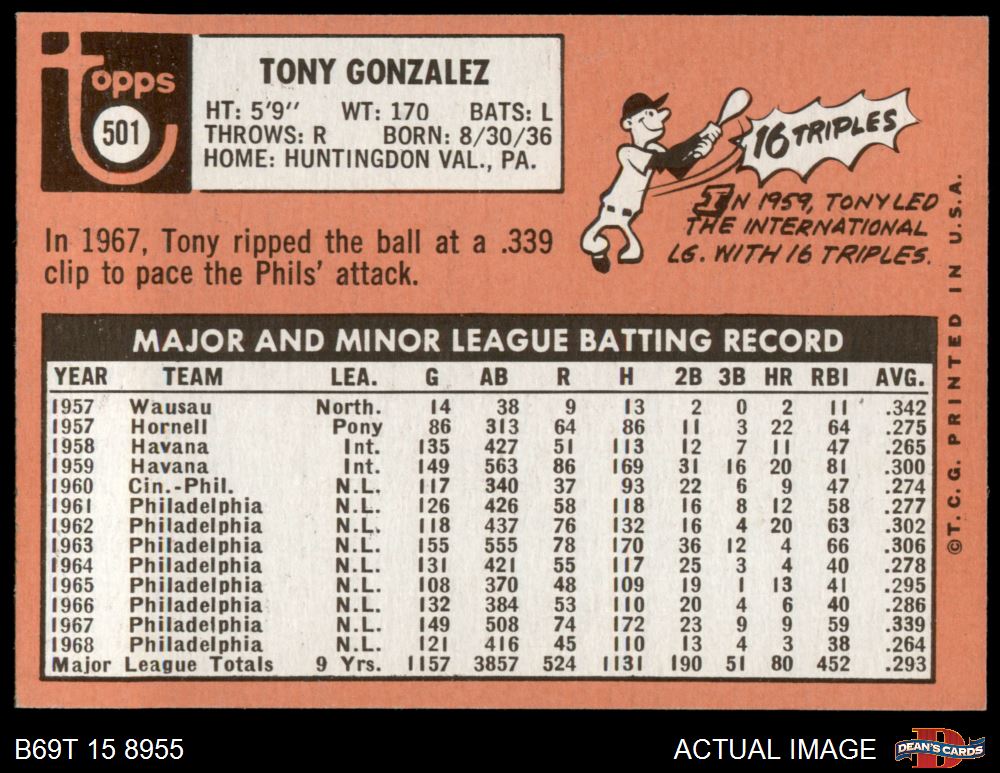 topps
501
TONY GONZALEZ
HT: 5'9" WT: 170 BATS: L
THROWS: R BORN: 8/30/36
HOME: HUNTINGDON VAL., PA.
16 TRIPLES
IN 1959, TONY LED
THE INTERNATIONAL
LG. WITH 16 TRIPLES.
In 1967, Tony ripped the ball at a .339
clip to pace the Phils' attack.
MAJOR AND MINOR LEAGUE BATTING RECORD
YEAR TEAM LEA. G AB R H 2B 3B HR RBI AVG.
1957 Wausau North. 14 38 9 13 2 0 2 11 .342
1957 Hornell Pony 86 313 64 86 11 3 22 64 .275
1958 Havana Int. 135 427 51 113 12 7 11 47 .265
1959 Havana Int. 149 563 86 169 31 16 20 81 .300
1960 Cin.-Phil. N.L. 117 340 37 93 22 6 9 47 .274
1961 Philadelphia N.L. 126 426 58 118 16 8 12 58 .277
1962 Philadelphia N.L. 118 437 76 132 16 4 20 63 .302
1963 Philadelphia N.L. 155 555 78 170 36 12 4 66 .306
1964 Philadelphia N.L. 131 421 55 117 25 3 4 40 .278
1965 Philadelphia N.L. 108 370 48 109 19 1 13 41 .295
1966 Philadelphia N.L. 132 384 53 110 20 4 6 40 .286
1967 Philadelphia N.L. 149 508 74 172 23 9 9 59 .339
1968 Philadelphia N.L. 121 416 45 110 13 4 3 38 .264
Major League Totals 9 Yrs. 1157 3857 524 1131 190 51 80 452 .293
©T.C.G. PRINTED IN U.S.A.
B69T 15 8955
ACTUAL IMAGE
D
DEAN'S CARDS